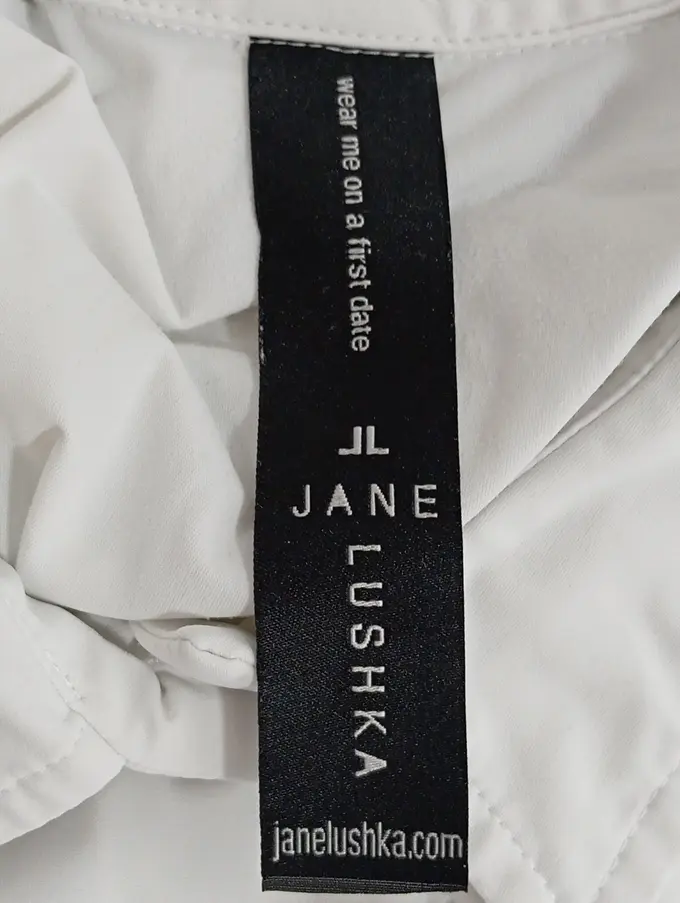 wear me on a first date
JL
JANE
LUSHKA
janelushka.com